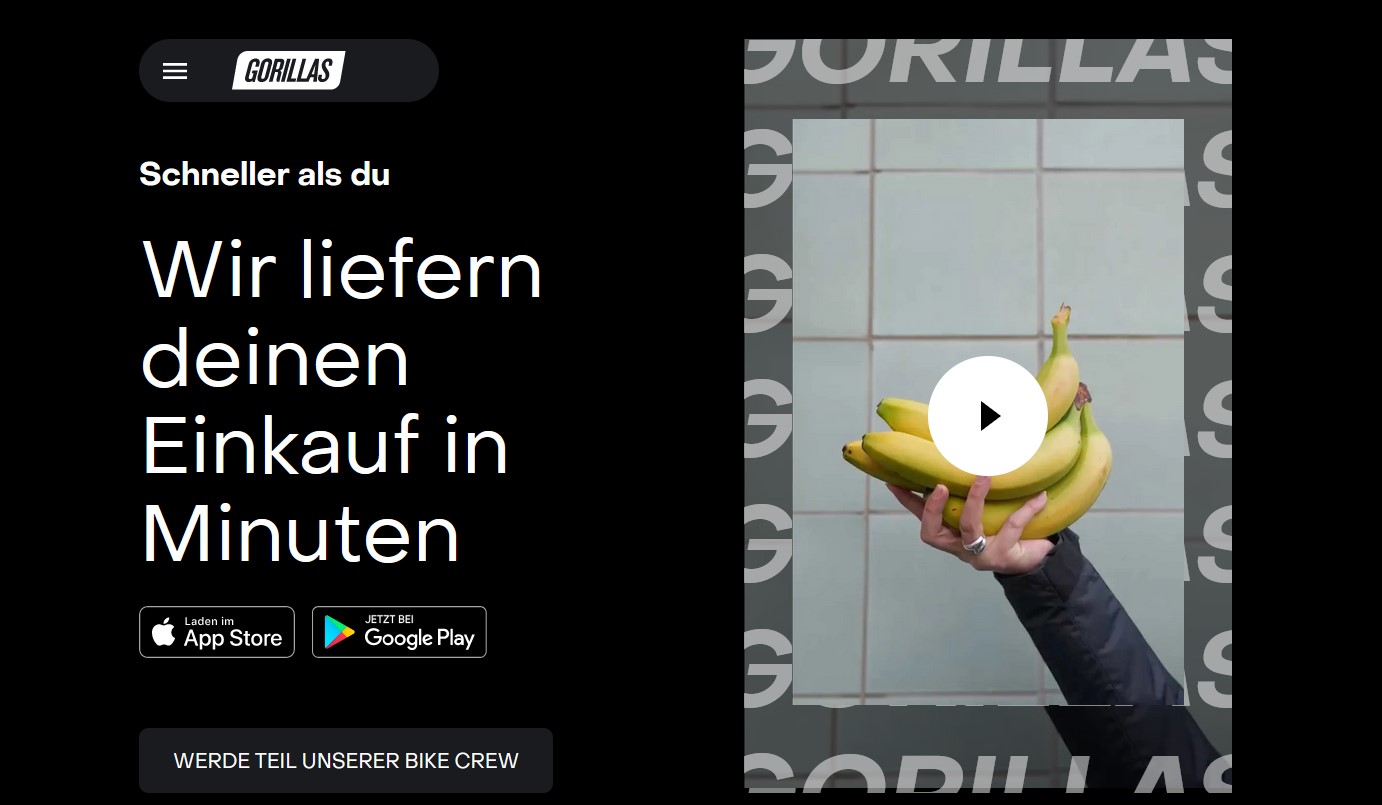 GORILLAS
Schneller als du
Wir liefern
deinen
Einkauf in
Minuten
Laden im
App Store
JETZT BEI
Google Play
WERDE TEIL UNSERER BIKE CREW
GORILLAS
G S
G S
G S
G S
G S
GORILLAS